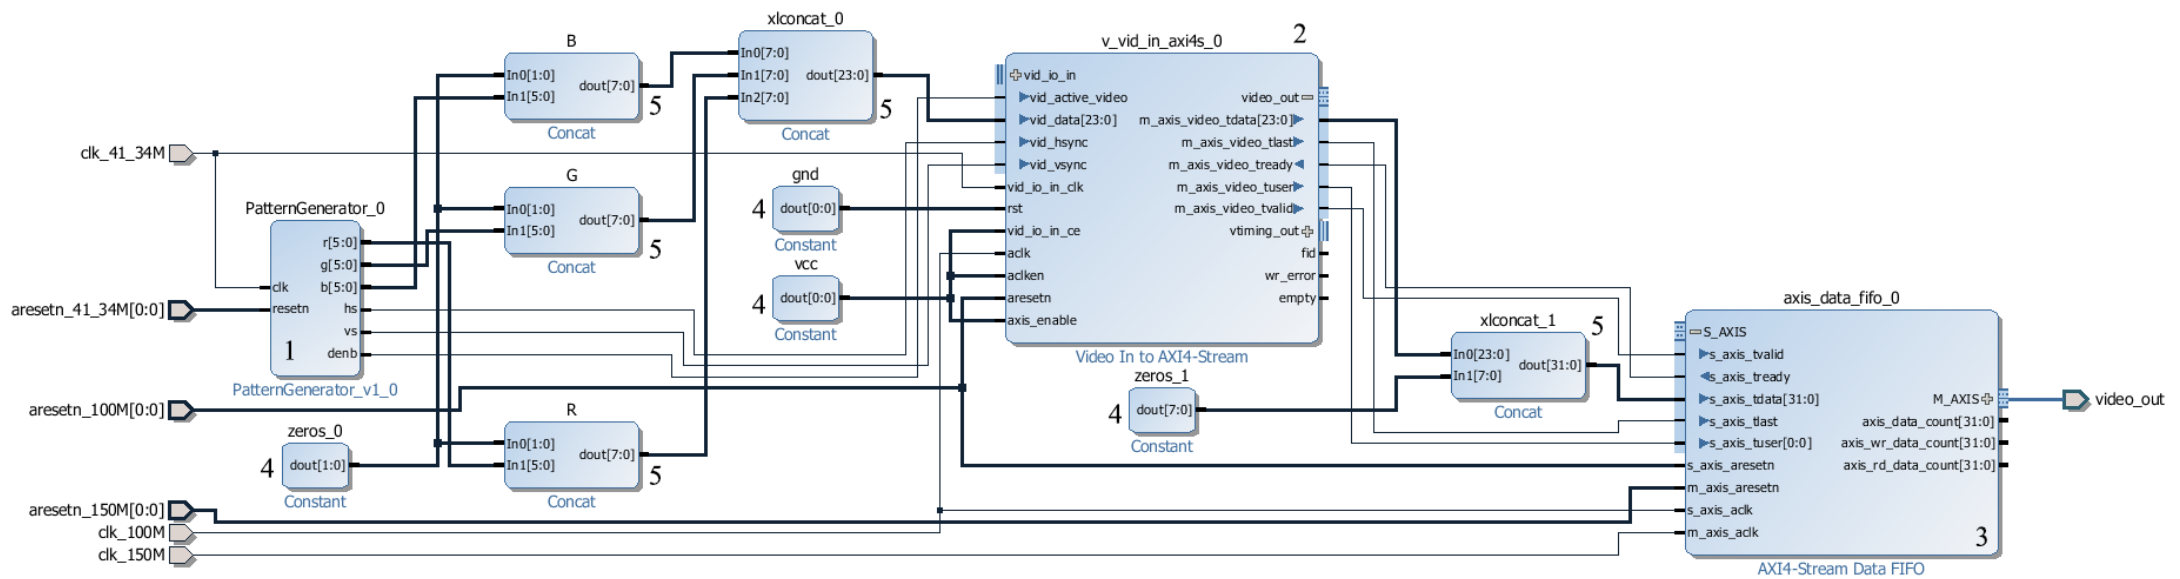 xlconcat_0
B
In0[7:0]
In1[7:0]
In2[7:0]
dout[23:0]
5
Concat
In0[1:0]
In1[5:0]
dout[7:0]
5
Concat
v_vid_in_axi4s_0
2
vid_io_in
vid_active_video
vid_data[23:0]
vid_hsync
vid_vsync
vid_io_in_clk
rst
vid_io_in_ce
aclk
aclken
aresetn
axis_enable
video_out
m_axis_video_tdata[23:0]
m_axis_video_tlast
m_axis_video_tready
m_axis_video_tuser
m_axis_video_tvalid
vtiming_out
fid
wr_error
empty
Video In to AXI4-Stream
clk_41_34M
G
In0[1:0]
In1[5:0]
dout[7:0]
5
Concat
gnd
4
dout[0:0]
Constant
vcc
4
dout[0:0]
Constant
PatternGenerator_0
r[5:0]
g[5:0]
b[5:0]
clk
resetn
hs
vs
denb
1
PatternGenerator_v1_0
aresetn_41_34M[0:0]
aresetn_100M[0:0]
zeros_0
4
dout[1:0]
Constant
R
In0[1:0]
In1[5:0]
dout[7:0]
5
Concat
zeros_1
4
dout[7:0]
Constant
xlconcat_1
5
In0[23:0]
In1[7:0]
dout[31:0]
Concat
axis_data_fifo_0
S_AXIS
s_axis_tvalid
s_axis_tready
s_axis_tdata[31:0]
s_axis_tlast
s_axis_tuser[0:0]
s_axis_aresetn
m_axis_aresetn
s_axis_aclk
m_axis_aclk
M_AXIS
axis_data_count[31:0]
axis_wr_data_count[31:0]
axis_rd_data_count[31:0]
3
AXI4-Stream Data FIFO
video_out
aresetn_150M[0:0]
clk_100M
clk_150M